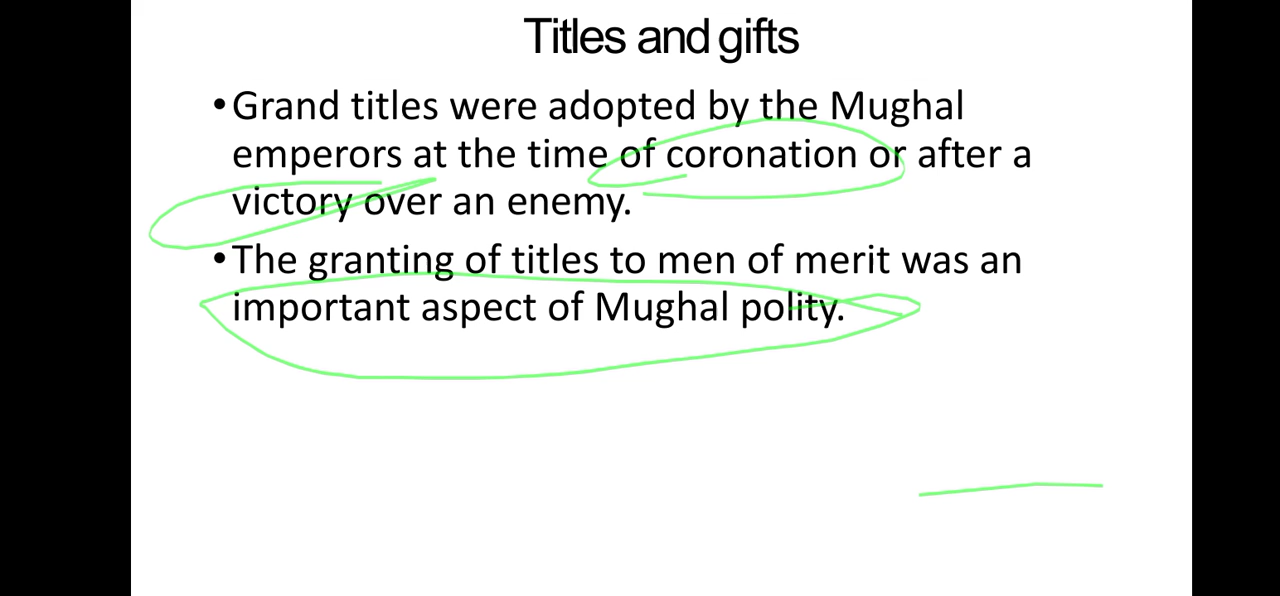 Titles and gifts
•Grand titles were adopted by the Mughal
emperors at the time of coronation or after a
victory over an enemy.
•The granting of titles to men of merit was an
important aspect of Mughal polity.